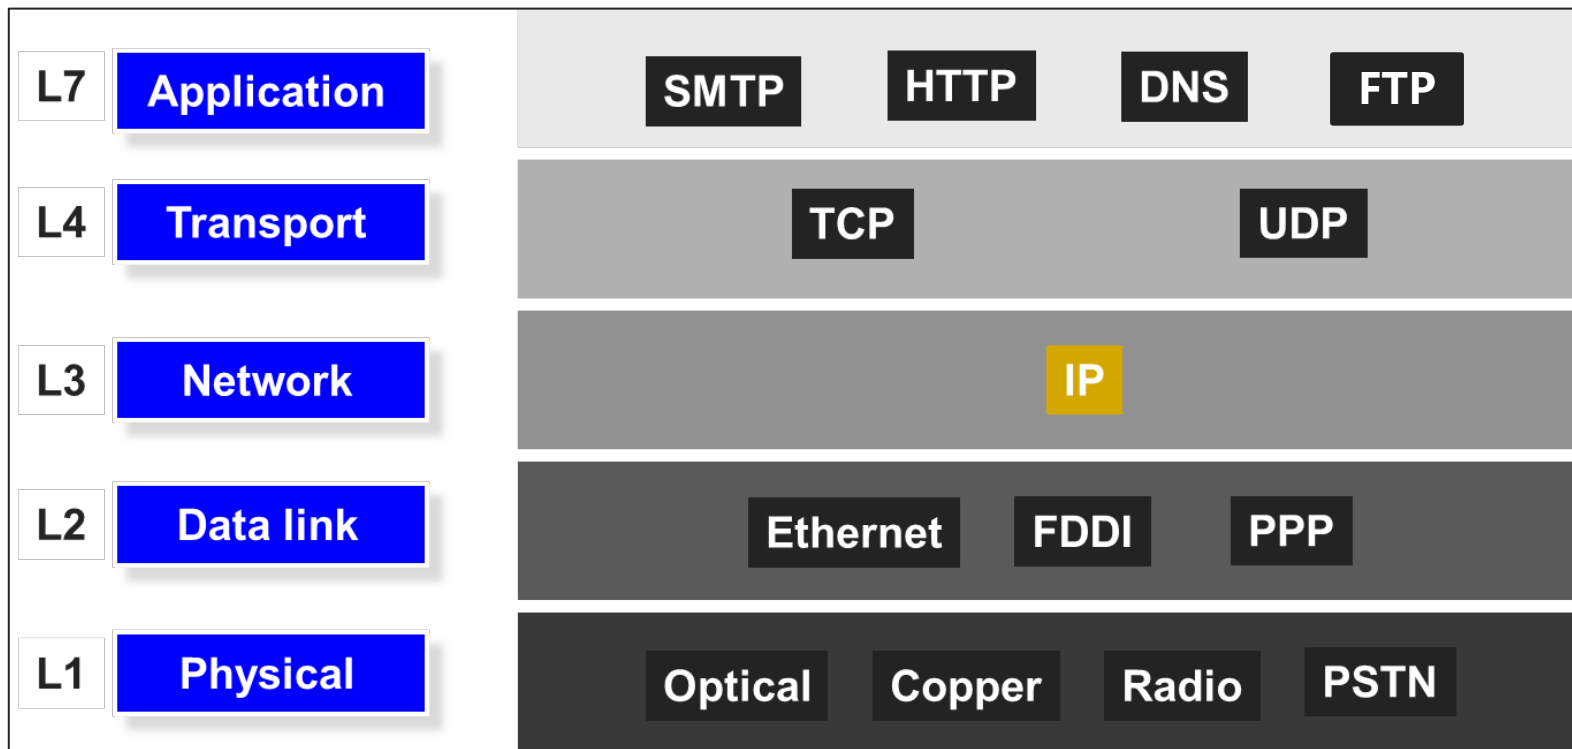 L7 Application SMTP HTTP DNS FTP
L4 Transport TCP UDP
L3 Network IP
L2 Data link Ethernet FDDI PPP
L1 Physical Optical Copper Radio PSTN